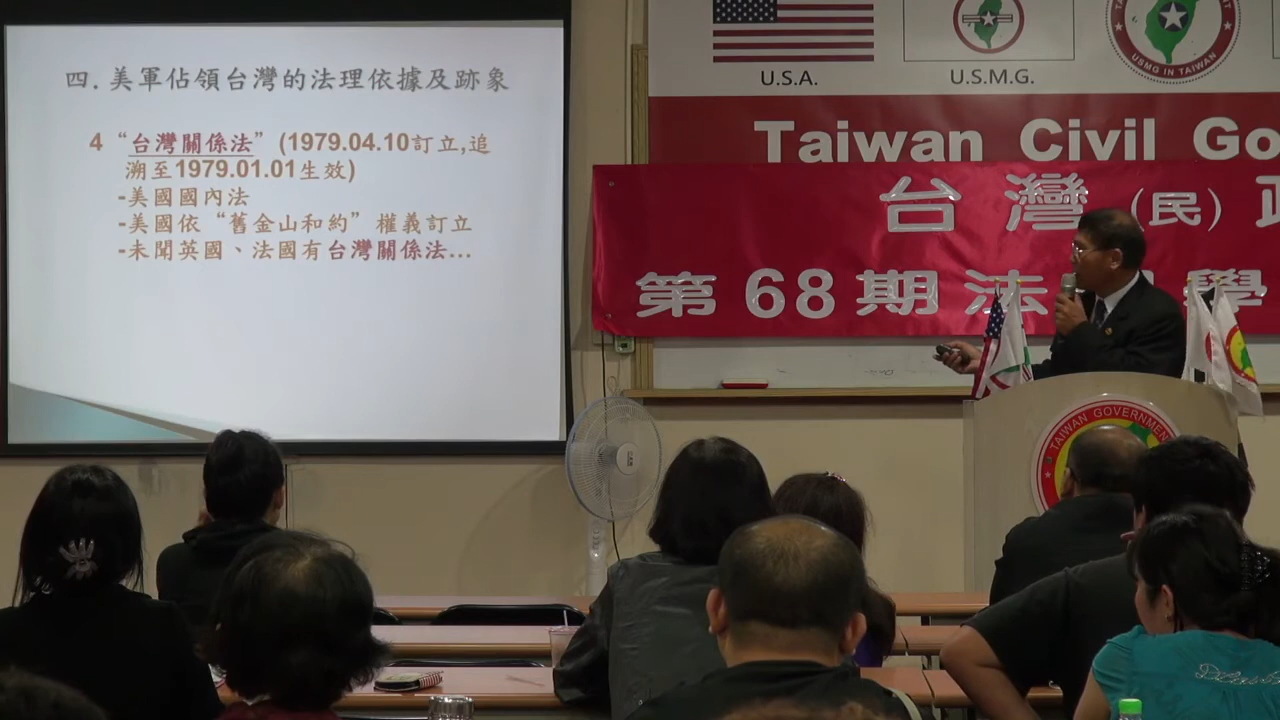 四. 美軍佔領台灣的法理依據及跡象
4 “台灣關係法” (1979.04.10訂立,追
溯至1979.01.01生效)
-美國國內法
-美國依“舊金山和約”權義訂立
-未聞英國、法國有台灣關係法...
U.S.A.
U.S.M.G.
USMG IN TAIWAN
Taiwan Civil Go
台灣(民)政
第68期法
學
TAIWAN GOVERNMENT